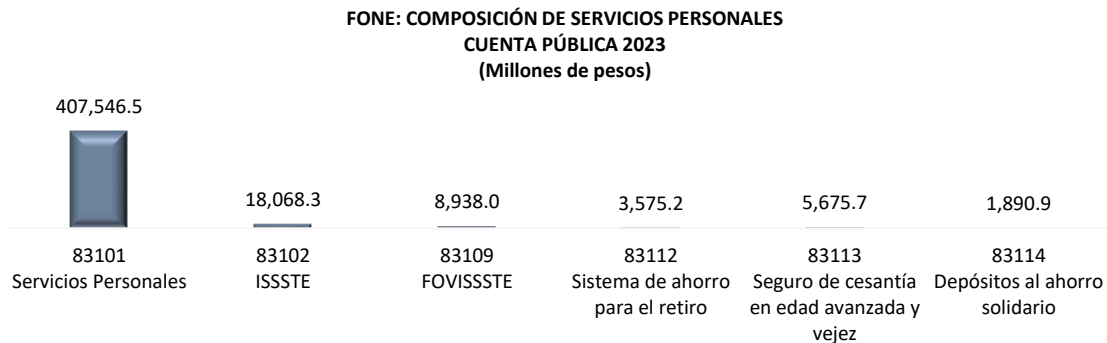 FONE: COMPOSICIÓN DE SERVICIOS PERSONALES
CUENTA PÚBLICA 2023
(Millones de pesos)
407,546.5
18,068.3
8,938.0
3,575.2
5,675.7
1,890.9
83101
Servicios Personales
83102
ISSSTE
83109
FOVISSSTE
83112
Sistema de ahorro
para el retiro
83113
Seguro de cesantía
en edad avanzada y
vejez
83114
Depósitos al ahorro
solidario